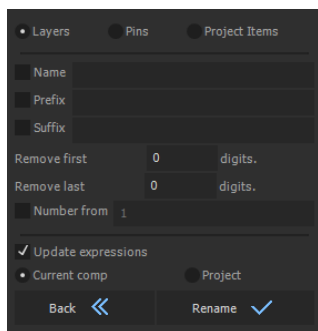 Layers Pins Project Items
Name
Prefix
Suffix
Remove first 0 digits.
Remove last 0 digits.
Number from 1
Update expressions
Current comp Project
Back Rename